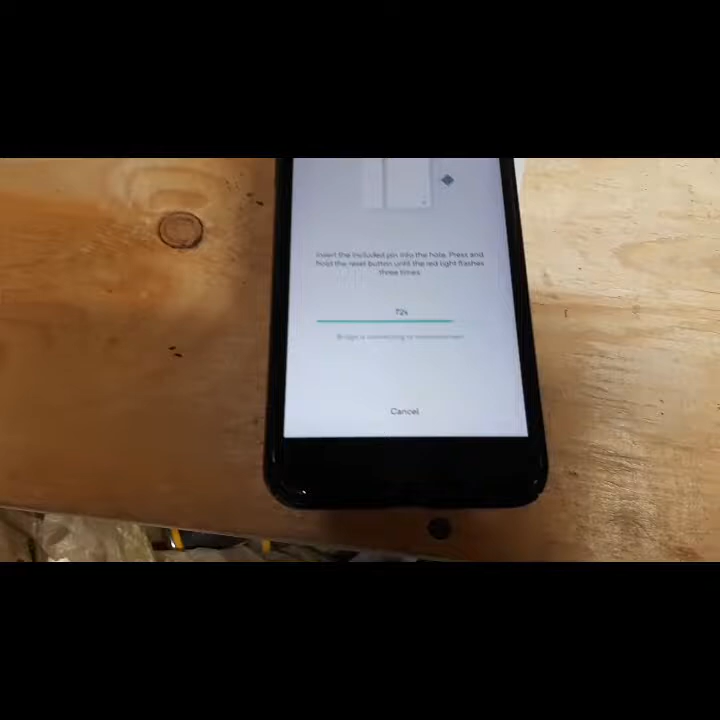 Insert the included pin into the hole. Press and
hold the reset button until the red light flashes
three times.
72s
Bridge is connecting to
Cancel